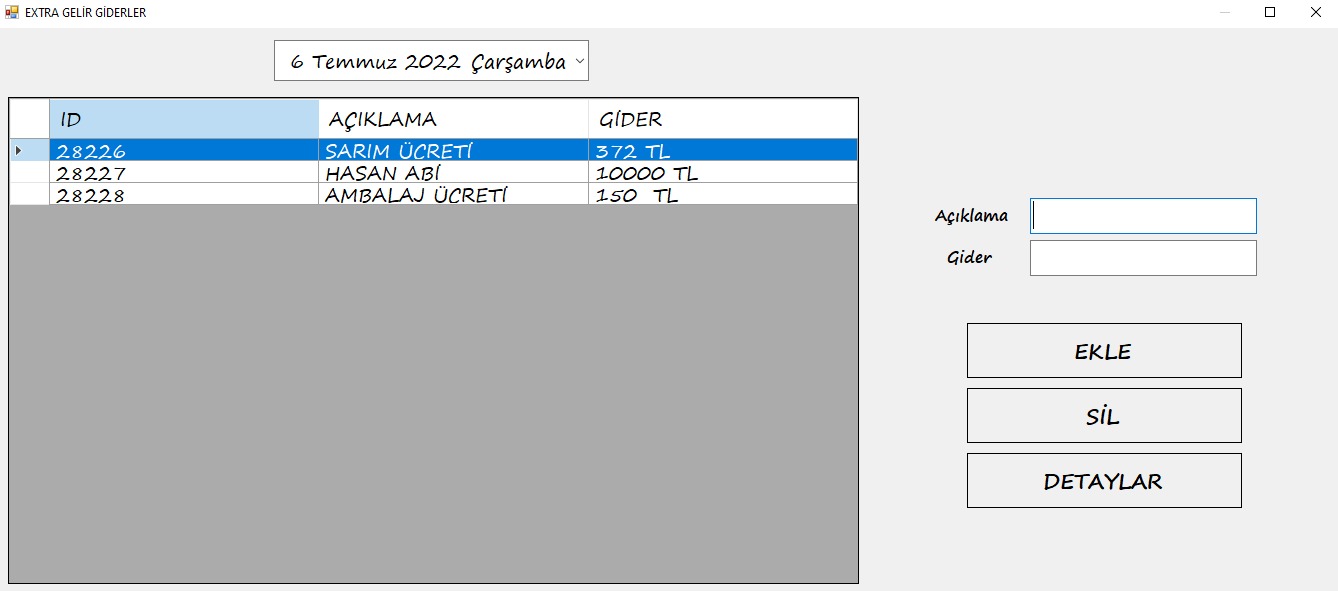 EXTRA GELİR GİDERLER
6 Temmuz 2022 Çarşamba
ID AÇIKLAMA GİDER
28226 SARIM ÜCRETİ 372 TL
28227 HASAN ABİ 10000 TL
28228 AMBALAJ ÜCRETİ 150 TL
Açıklama
Gider
EKLE
SİL
DETAYLAR